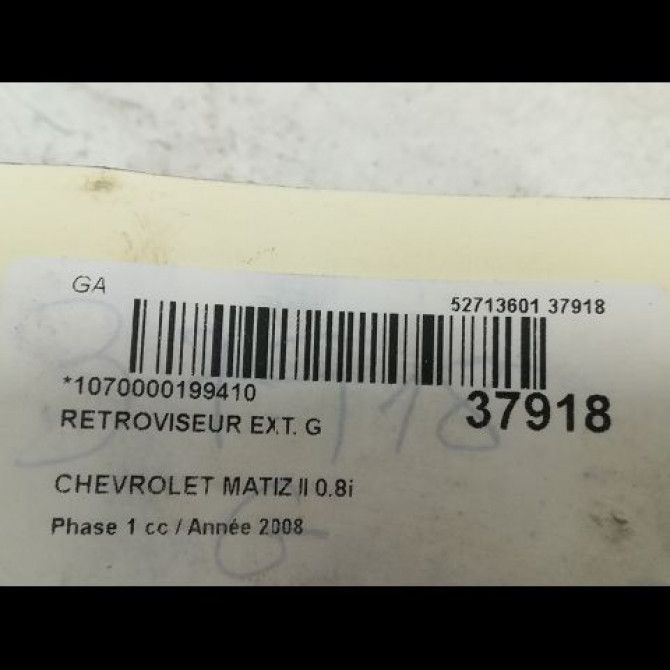 GA
52713601 37918
*1070000199410
37918
RETROVISEUR EXT. G
CHEVROLET MATIZ II 0.8i
Phase 1 cc / Année 2008